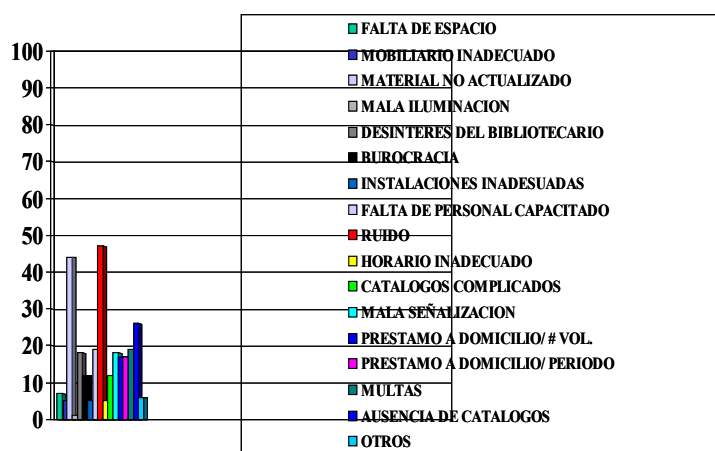 100
90
80
70
60
50
40
30
20
10
0
FALTA DE ESPACIO
MOBILIARIO INADECUADO
MATERIAL NO ACTUALIZADO
MALA ILUMINACION
DESINTERES DEL BIBLIOTECARIO
BUROCRACIA
INSTALACIONES INADESUADAS
FALTA DE PERSONAL CAPACITADO
RUIDO
HORARIO INADECUADO
CATALOGOS COMPLICADOS
MALA SEÑALIZACION
PRESTAMO A DOMICILIO/ # VOL.
PRESTAMO A DOMICILIO/ PERIODO
MULTAS
AUSENCIA DE CATALOGOS
OTROS